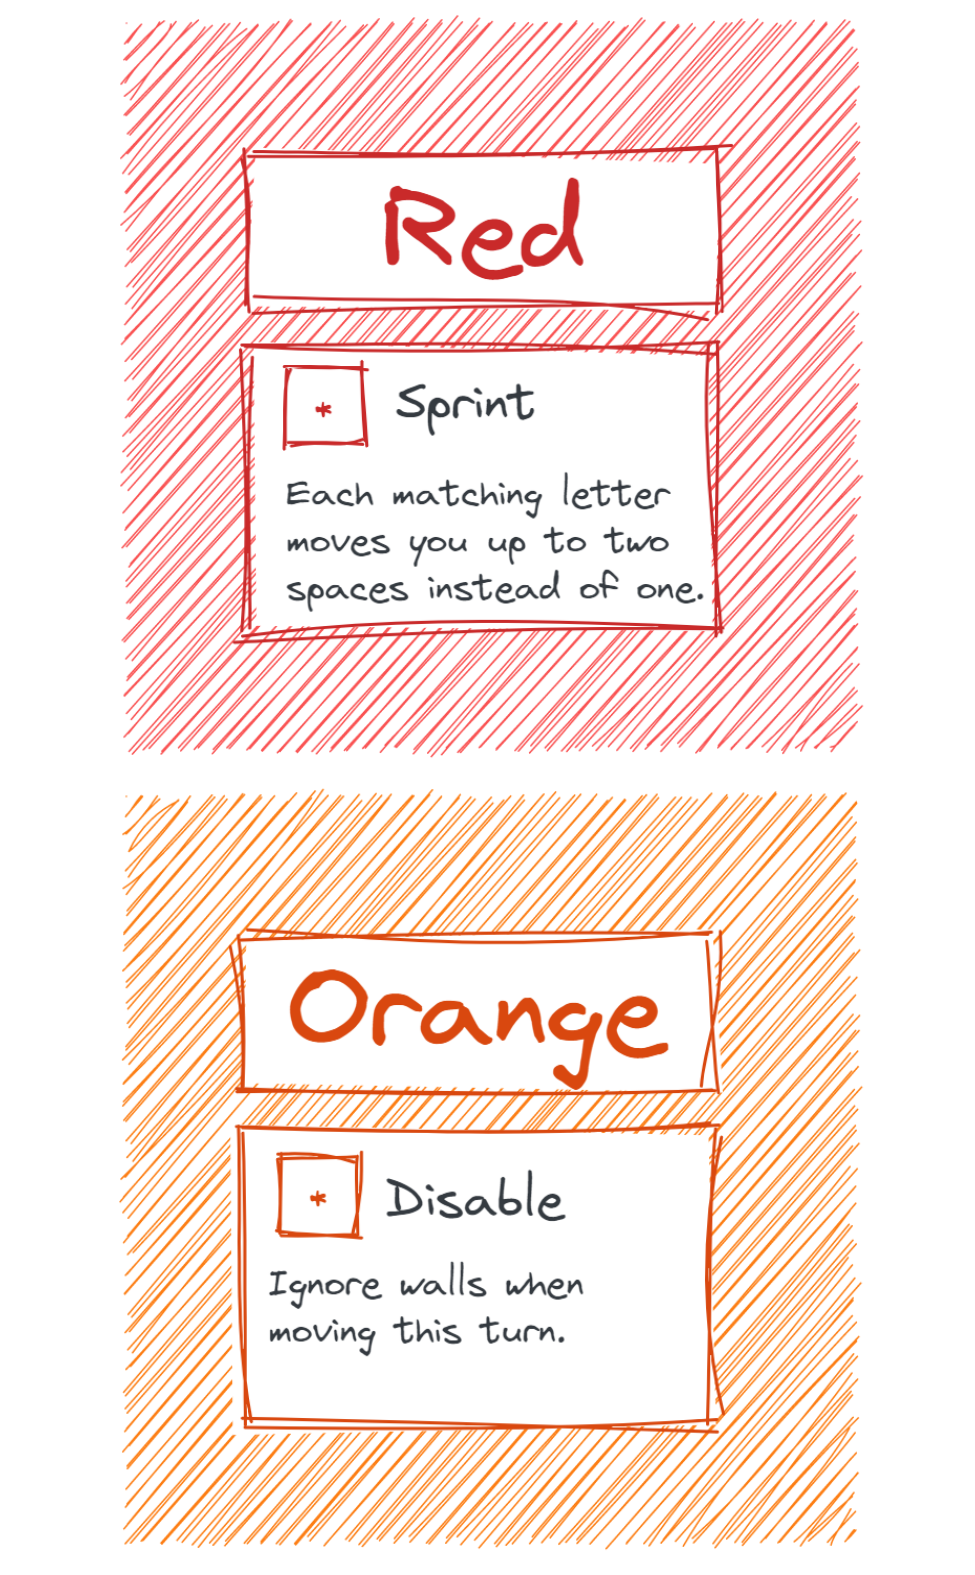 Red
* Sprint
Each matching letter
moves you up to two
spaces instead of one.
Orange
* Disable
Ignore walls when
moving this turn.